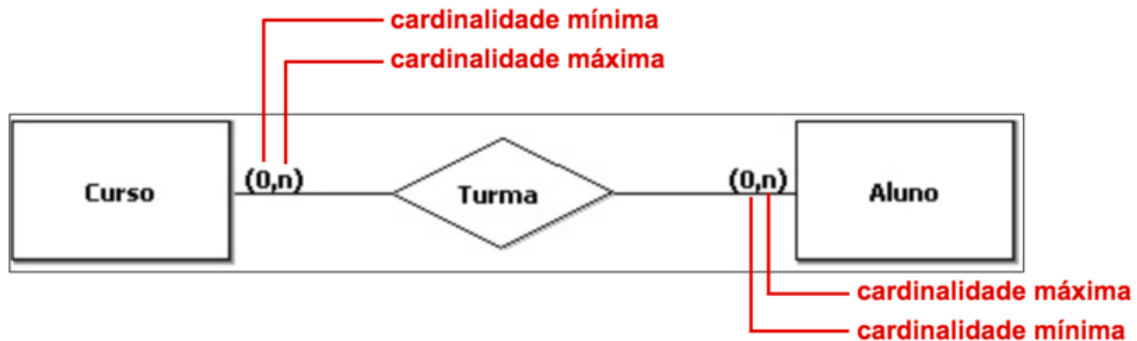 cardinalidade mínima
cardinalidade máxima
Curso
(0,n)
Turma
(0,n)
Aluno
cardinalidade máxima
cardinalidade mínima